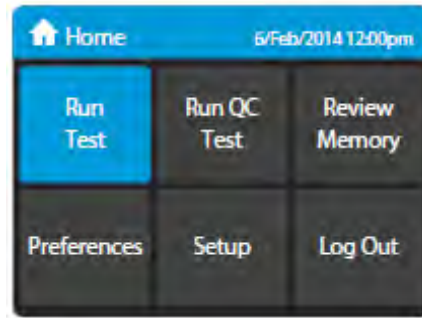 Home 6/Feb/2014 12:00pm
Run Run QC Review
Test Test Memory
Preferences Setup Log Out